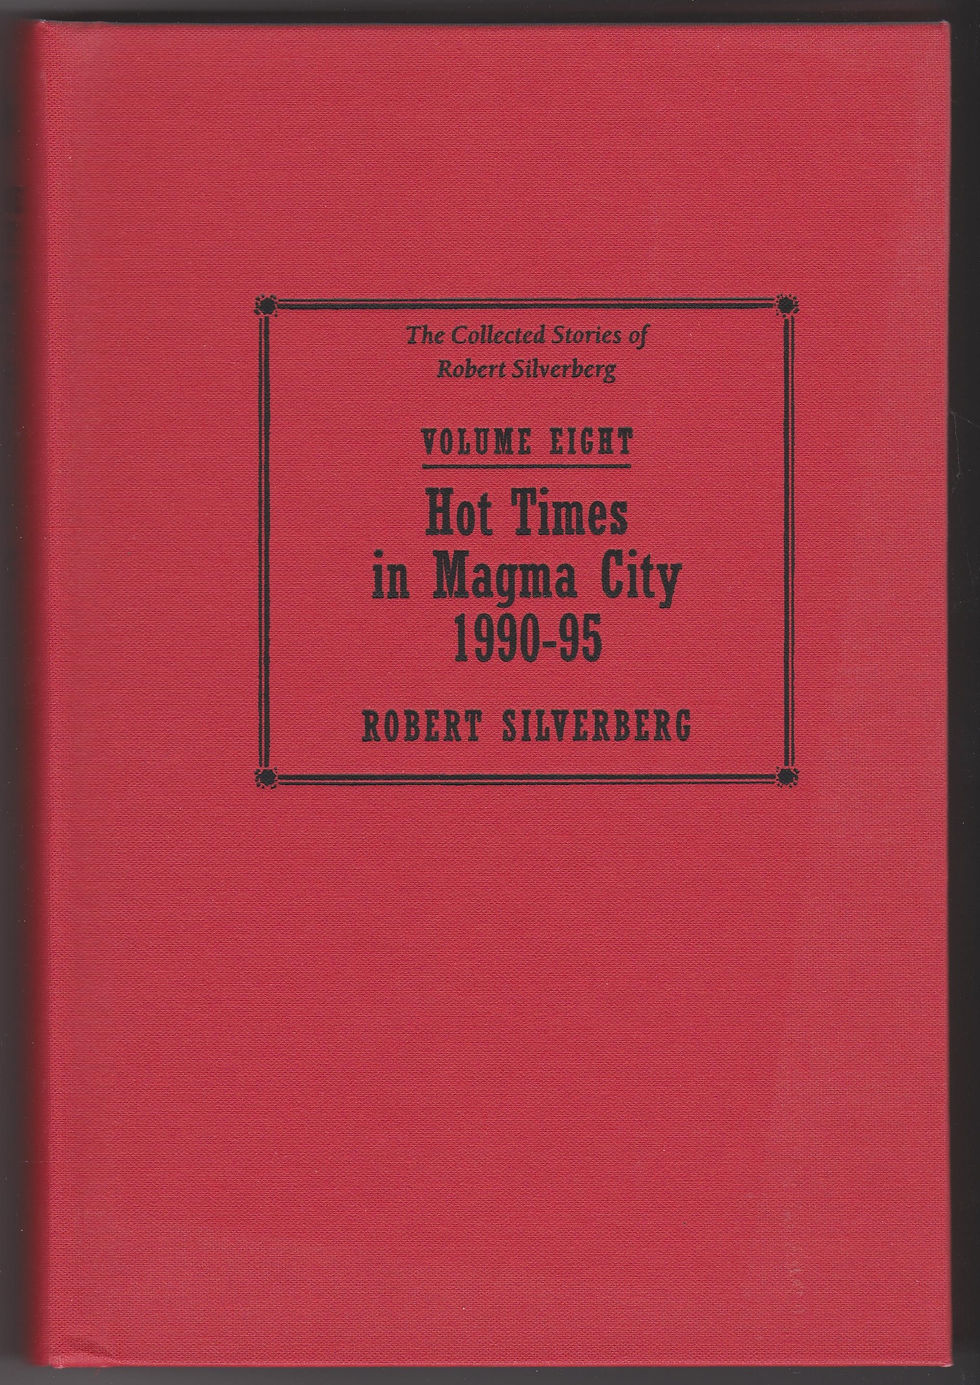 The Collected Stories of
Robert Silverberg
VOLUME EIGHT
Hot Times
in Magma City
1990-95
ROBERT SILVERBERG